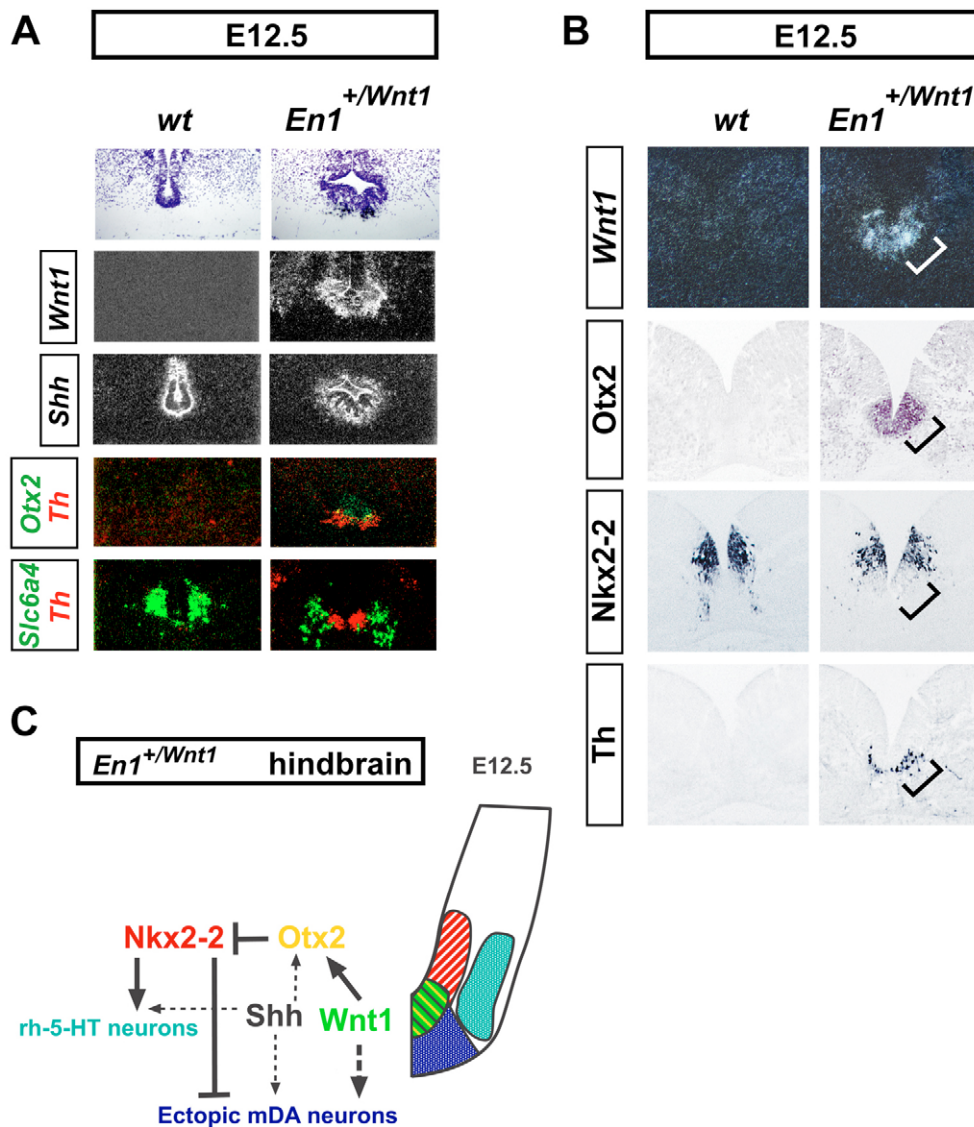 A
E12.5
wt
En1+/Wnt1
Wnt1
Shh
Otx2
Th
Slc6a4
Th
B
E12.5
wt
En1+/Wnt1
Wnt1
Otx2
Nkx2-2
Th
C
En1+/Wnt1 hindbrain
E12.5
Nkx2-2 Otx2
Shh Wnt1
rh-5-HT neurons
Ectopic mDA neurons